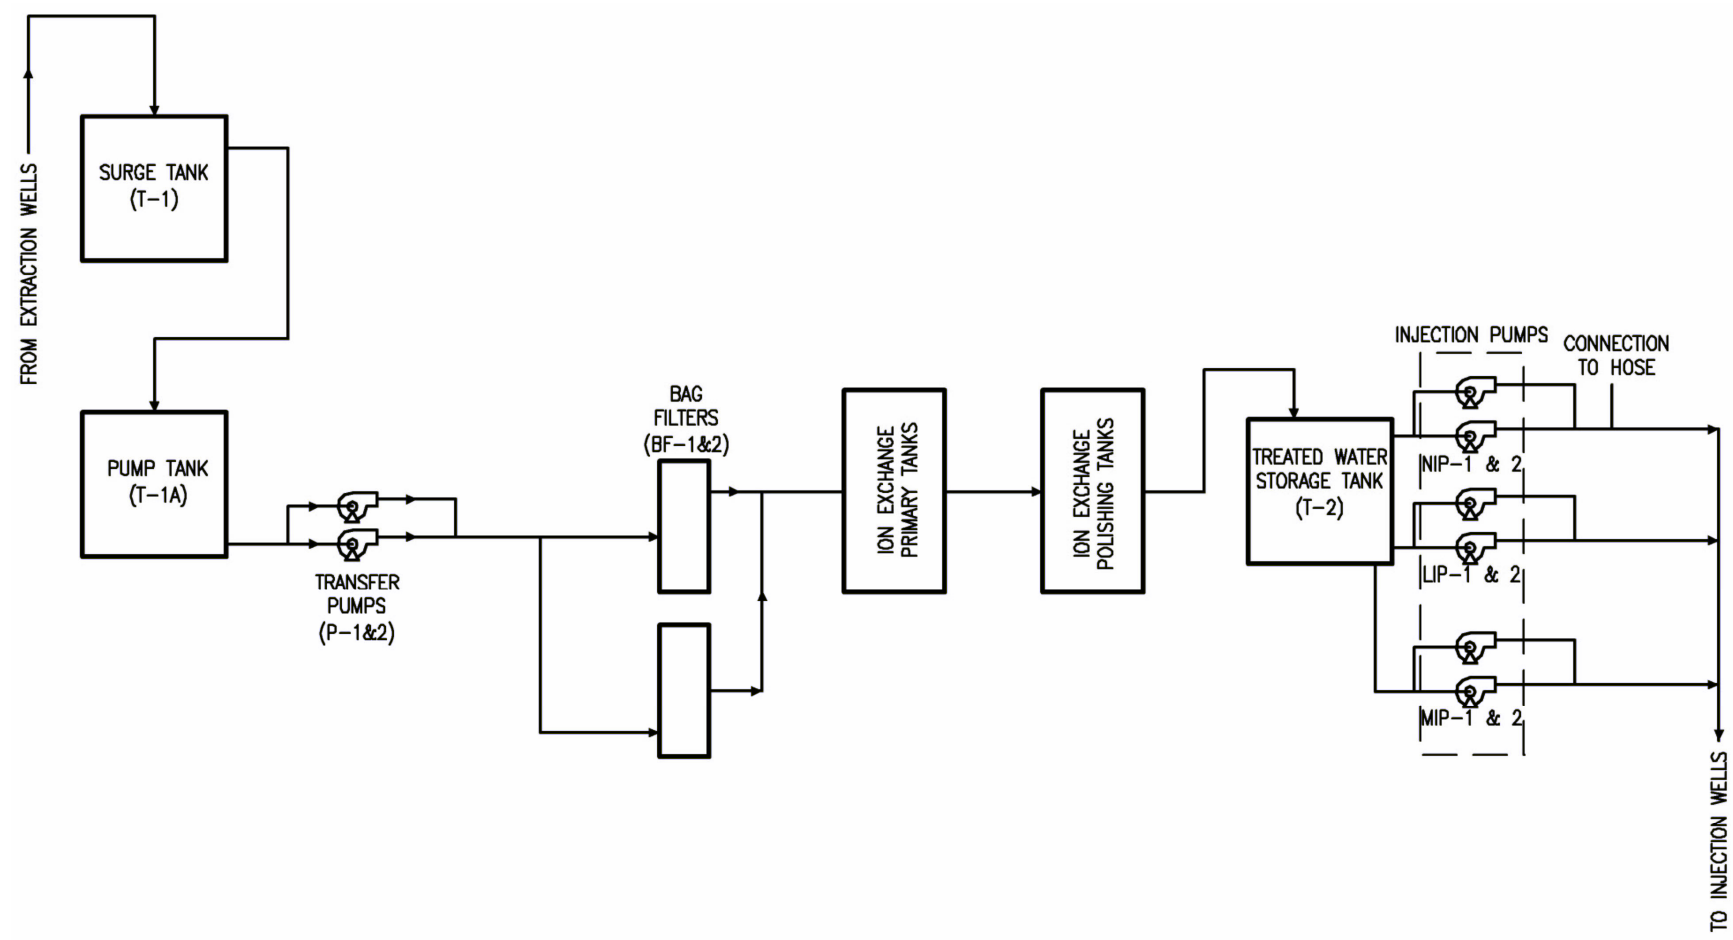 FROM EXTRACTION WELLS
SURGE TANK
(T-1)
PUMP TANK
(T-1A)
TRANSFER
PUMPS
(P-1&2)
BAG
FILTERS
(BF-1&2)
ION EXCHANGE
PRIMARY TANKS
ION EXCHANGE
POLISHING TANKS
TREATED WATER
STORAGE TANK
(T-2)
INJECTION PUMPS
NIP-1 & 2
LIP-1 & 2
MIP-1 & 2
CONNECTION
TO HOSE
TO INJECTION WELLS